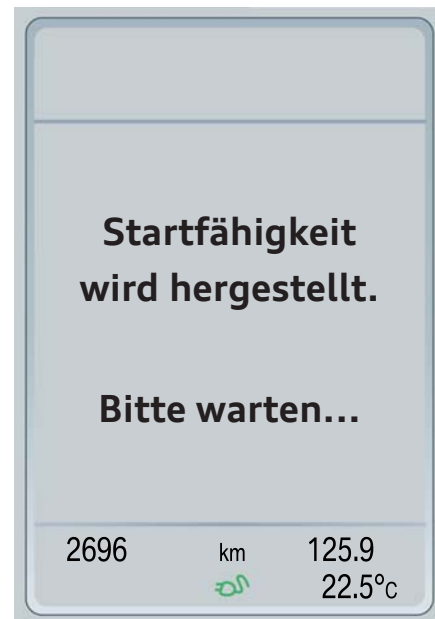 Startfähigkeit
wird hergestellt.
Bitte warten...
2696 km 125.9
22.5°C